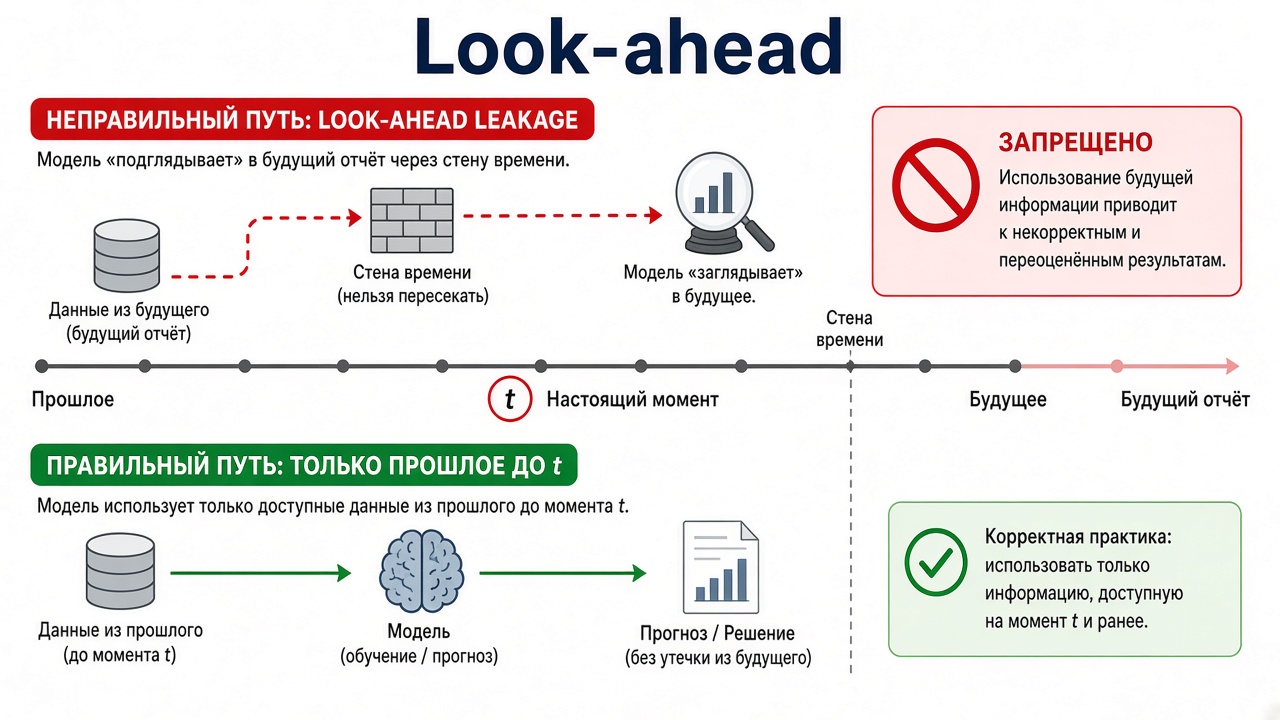 Look-ahead
НЕПРАВИЛЬНЫЙ ПУТЬ: LOOK-AHEAD LEAKAGE
Модель «подглядывает» в будущий отчёт через стену времени.
Данные из будущего
(будущий отчёт)
Стена времени
(нельзя пересекать)
Модель «заглядывает»
в будущее.
ЗАПРЕЩЕНО
Использование будущей
информации приводит
к некорректным и
переоценённым результатам.
Стена
времени
Прошлое
t
Настоящий момент
Будущее
Будущий отчёт
ПРАВИЛЬНЫЙ ПУТЬ: ТОЛЬКО ПРОШЛОЕ ДО t
Модель использует только доступные данные из прошлого до момента t.
Данные из прошлого
(до момента t)
Модель
(обучение / прогноз)
Прогноз / Решение
(без утечки из будущего)
Корректная практика:
использовать только
информацию, доступную
на момент t и ранее.